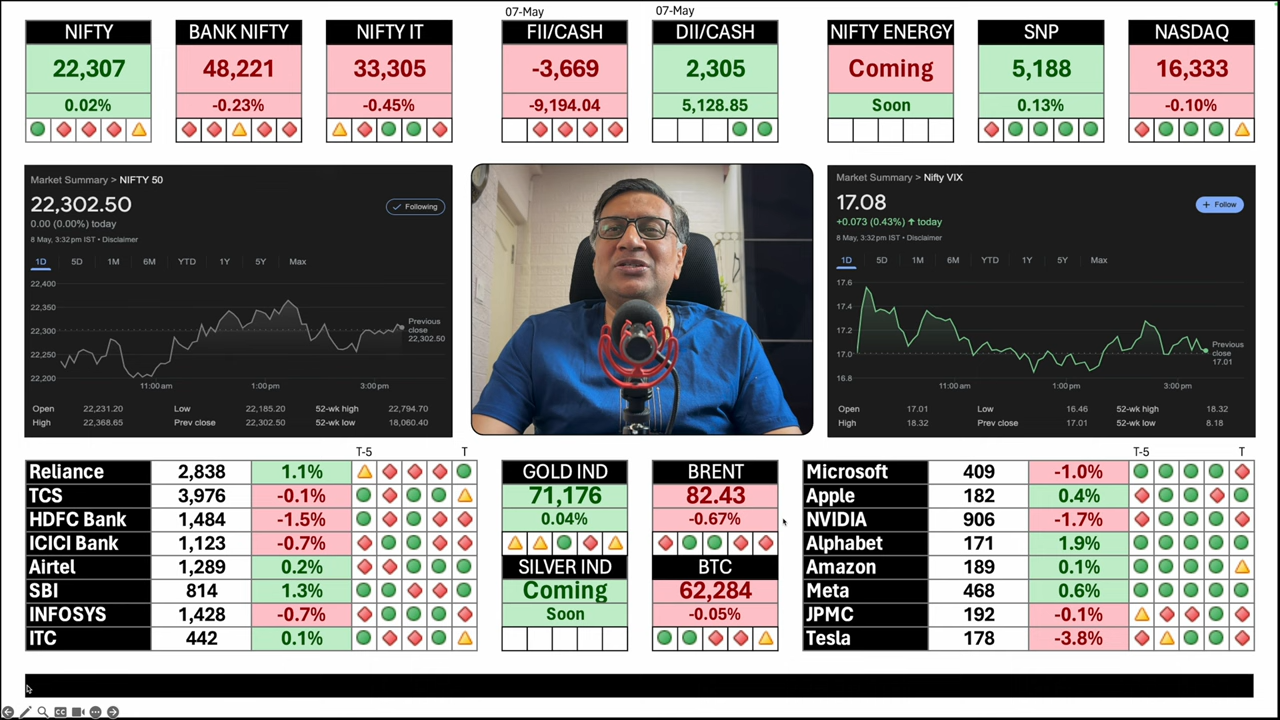 07-May
07-May
NIFTY
BANK NIFTY
NIFTY IT
FII/CASH
DII/CASH
NIFTY ENERGY
SNP
NASDAQ
22,307
48,221
33,305
-3,669
2,305
Coming
5,188
16,333
0.02%
-0.23%
-0.45%
-9,194.04
5,128.85
Soon
0.13%
-0.10%
Market Summary > NIFTY 50
22,302.50
Following
0.00 (0.00%) today
8 May, 3:32 pm IST • Disclaimer
1D 5D 1M 6M YTD 1Y 5Y Max
22,400
22,350
22,300
22,250
22,200
Previous
close
22,302.50
11:00 am 1:00 pm 3:00 pm
Open 22,231.20 Low 22,185.20 52-wk high 22,794.70
High 22,368.65 Prev close 22,302.50 52-wk low 18,060.40
Market Summary > Nifty VIX
17.08
+ Follow
+0.073 (0.43%) ↑ today
8 May, 3:32 pm IST • Disclaimer
1D 5D 1M 6M YTD 1Y 5Y Max
17.6
17.4
17.2
17.0
16.8
Previous
close
17.01
11:00 am 1:00 pm 3:00 pm
Open 17.01 Low 16.46 52-wk high 18.32
High 18.32 Prev close 17.01 52-wk low 8.18
T-5 T
Reliance 2,838 1.1%
TCS 3,976 -0.1%
HDFC Bank 1,484 -1.5%
ICICI Bank 1,123 -0.7%
Airtel 1,289 0.2%
SBI 814 1.3%
INFOSYS 1,428 -0.7%
ITC 442 0.1%
GOLD IND
71,176
0.04%
SILVER IND
Coming
Soon
BRENT
82.43
-0.67%
BTC
62,284
-0.05%
T-5 T
Microsoft 409 -1.0%
Apple 182 0.4%
NVIDIA 906 -1.7%
Alphabet 171 1.9%
Amazon 189 0.1%
Meta 468 0.6%
JPMC 192 -0.1%
Tesla 178 -3.8%